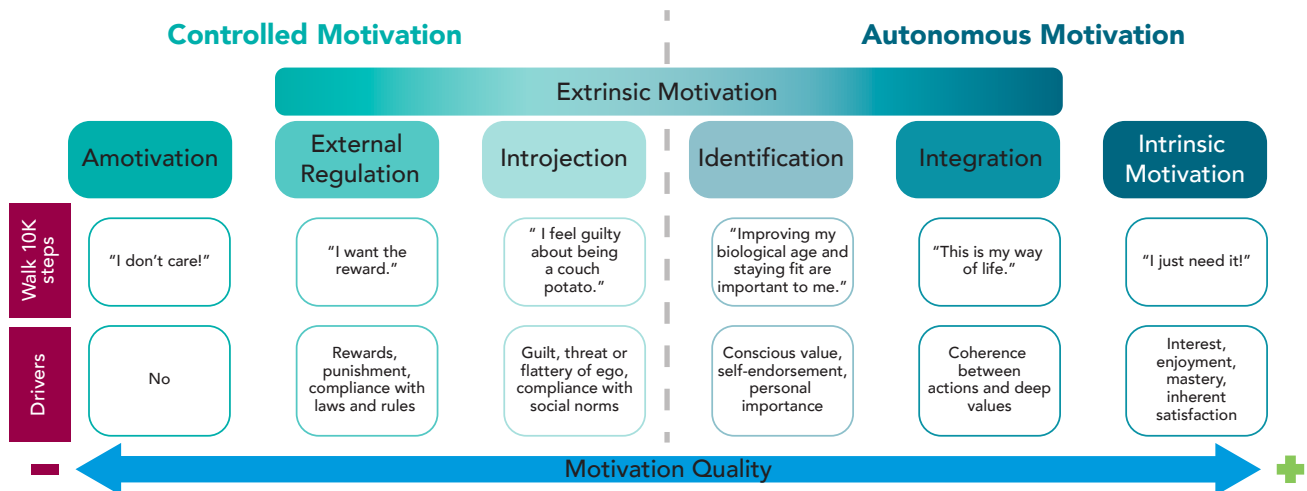 Controlled Motivation
Autonomous Motivation
Extrinsic Motivation
Amotivation
External
Regulation
Introjection
Identification
Integration
Intrinsic
Motivation
Walk 10K
steps
“I don’t care!”
“I want the
reward.”
“ I feel guilty
about being
a couch
potato.”
“Improving my
biological age and
staying fit are
important to me.”
“This is my way
of life.”
“I just need it!”
Drivers
No
Rewards,
punishment,
compliance with
laws and rules
Guilt, threat or
flattery of ego,
compliance with
social norms
Conscious value,
self-endorsement,
personal
importance
Coherence
between
actions and deep
values
Interest,
enjoyment,
mastery,
inherent
satisfaction
Motivation Quality